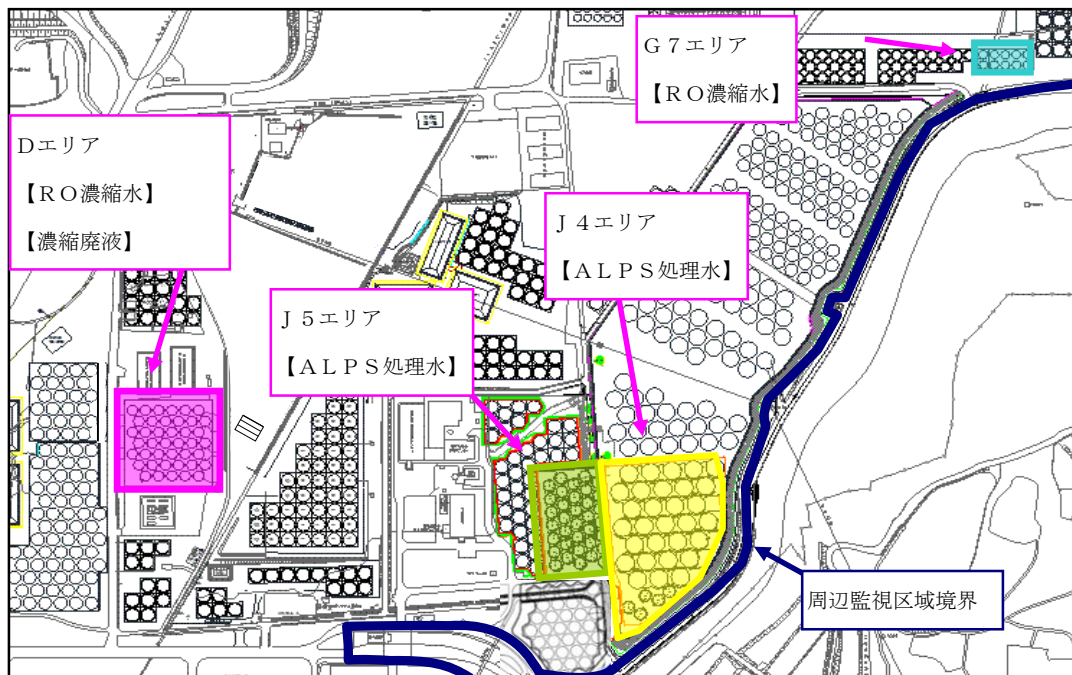 G7エリア
【RO濃縮水】
Dエリア
【RO濃縮水】
【濃縮廃液】
J4エリア
【ALPS処理水】
J5エリア
【ALPS処理水】
周辺監視区域境界